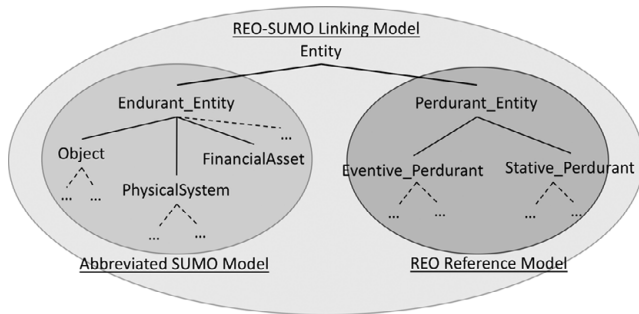 REO-SUMO Linking Model
Entity
Endurant_Entity
Perdurant_Entity
...
Object
FinancialAsset
Eventive_Perdurant
Stative_Perdurant
... ...
PhysicalSystem
... ...
... ...
... ...
Abbreviated SUMO Model
REO Reference Model